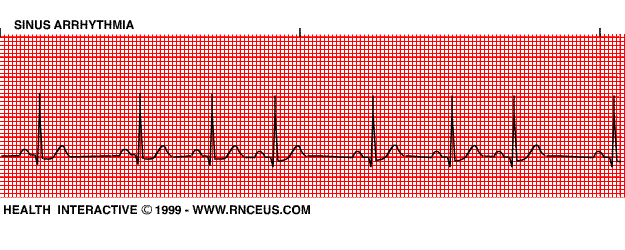 SINUS ARRHYTHMIA
HEALTH INTERACTIVE © 1999 - WWW.RNCEUS.COM